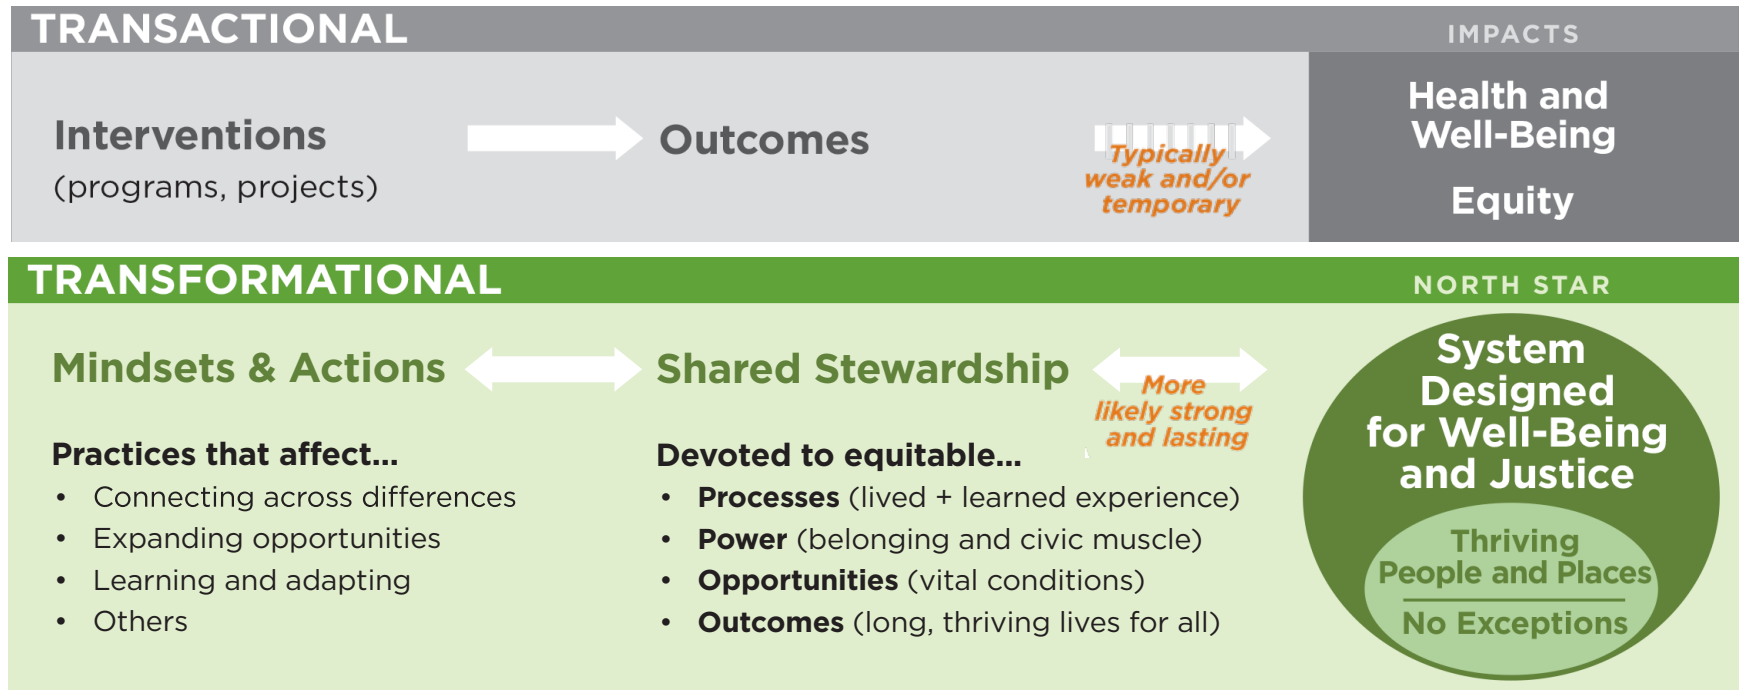 TRANSACTIONAL
IMPACTS
Interventions
(programs, projects)
Outcomes
Typically
weak and/or
temporary
Health and
Well-Being
Equity
TRANSFORMATIONAL
NORTH STAR
Mindsets & Actions
Practices that affect...
• Connecting across differences
• Expanding opportunities
• Learning and adapting
• Others
Shared Stewardship
Devoted to equitable...
• Processes (lived + learned experience)
• Power (belonging and civic muscle)
• Opportunities (vital conditions)
• Outcomes (long, thriving lives for all)
More
likely strong
and lasting
System
Designed
for Well-Being
and Justice
Thriving
People and Places
No Exceptions